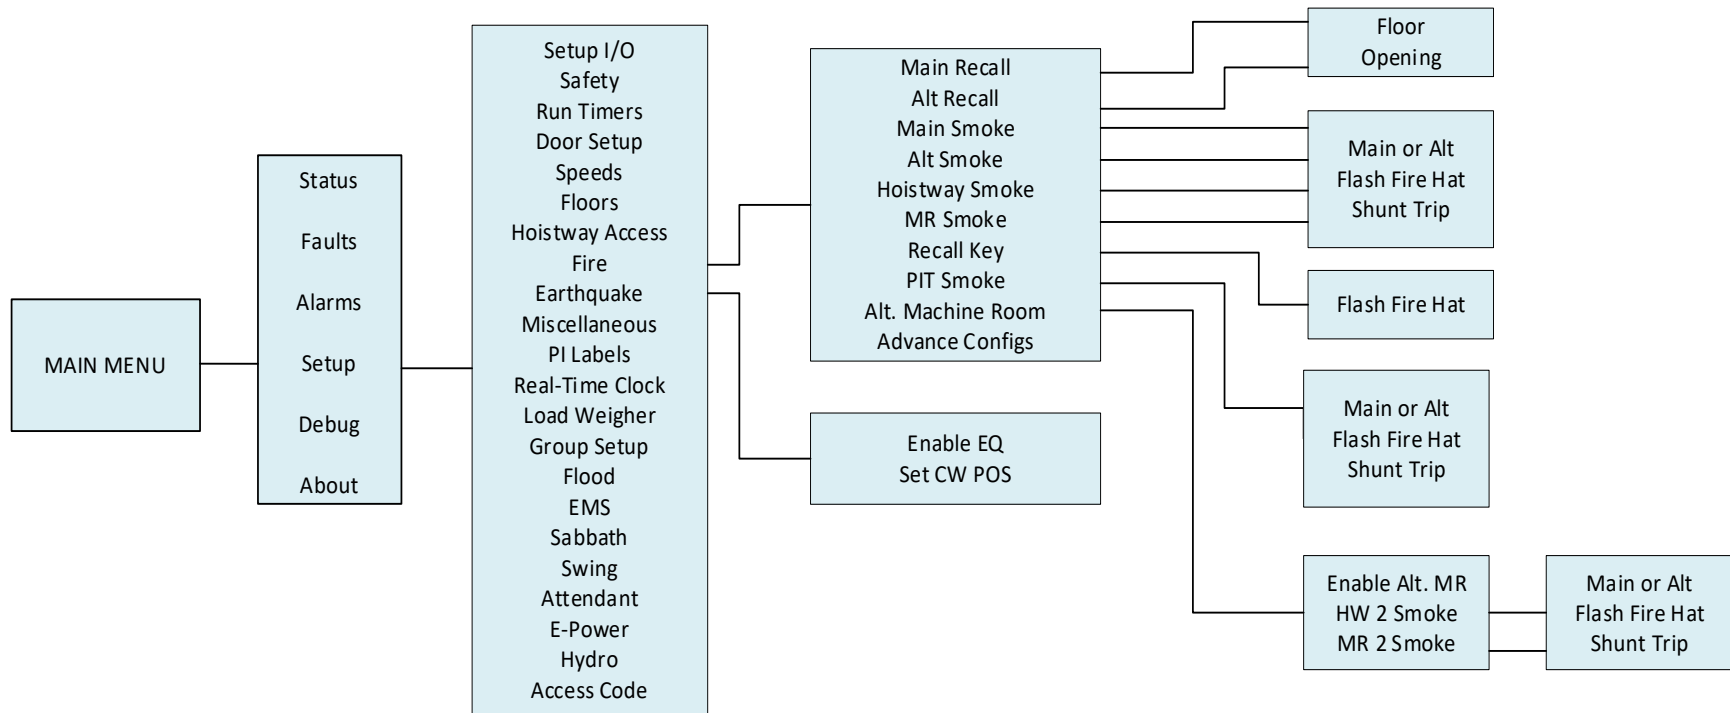 MAIN MENU
Status
Faults
Alarms
Setup
Debug
About
Setup I/O
Safety
Run Timers
Door Setup
Speeds
Floors
Hoistway Access
Fire
Earthquake
Miscellaneous
PI Labels
Real-Time Clock
Load Weigher
Group Setup
Flood
EMS
Sabbath
Swing
Attendant
E-Power
Hydro
Access Code
Main Recall
Alt Recall
Main Smoke
Alt Smoke
Hoistway Smoke
MR Smoke
Recall Key
PIT Smoke
Alt. Machine Room
Advance Configs
Enable EQ
Set CW POS
Floor
Opening
Main or Alt
Flash Fire Hat
Shunt Trip
Flash Fire Hat
Main or Alt
Flash Fire Hat
Shunt Trip
Enable Alt. MR
HW 2 Smoke
MR 2 Smoke
Main or Alt
Flash Fire Hat
Shunt Trip